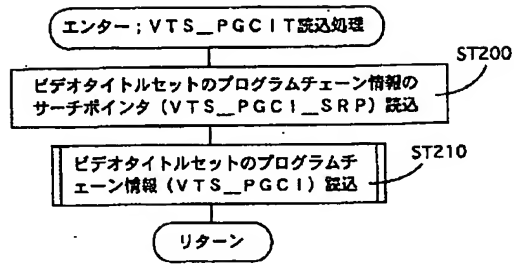 エンター;VTS__PGCIT読込処理
ST200
ビデオタイトルセットのプログラムチェーン情報の
サーチポインタ(VTS__PGCI__SRP)読込
ST210
ビデオタイトルセットのプログラムチ
ェーン情報(VTS__PGCI)読込
リターン